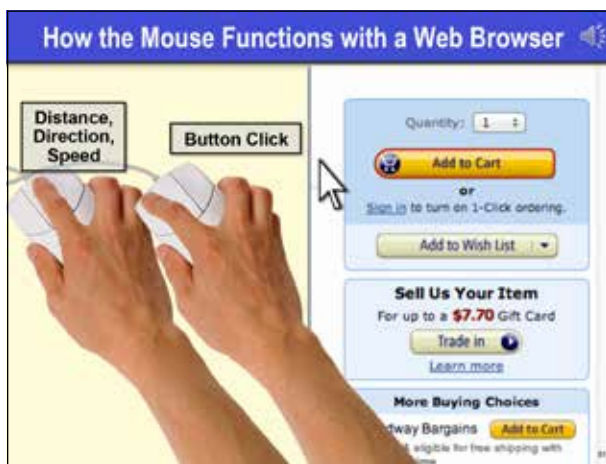 How the Mouse Functions with a Web Browser
Distance,
Direction,
Speed
Button Click
Quantity: 1
Add to Cart
or
Sign in to turn on 1-Click ordering.
Add to Wish List
Sell Us Your Item
For up to a $7.70 Gift Card
Trade in
Learn more
More Buying Choices
dway Bargains
Add to Cart
eligible for free shipping with